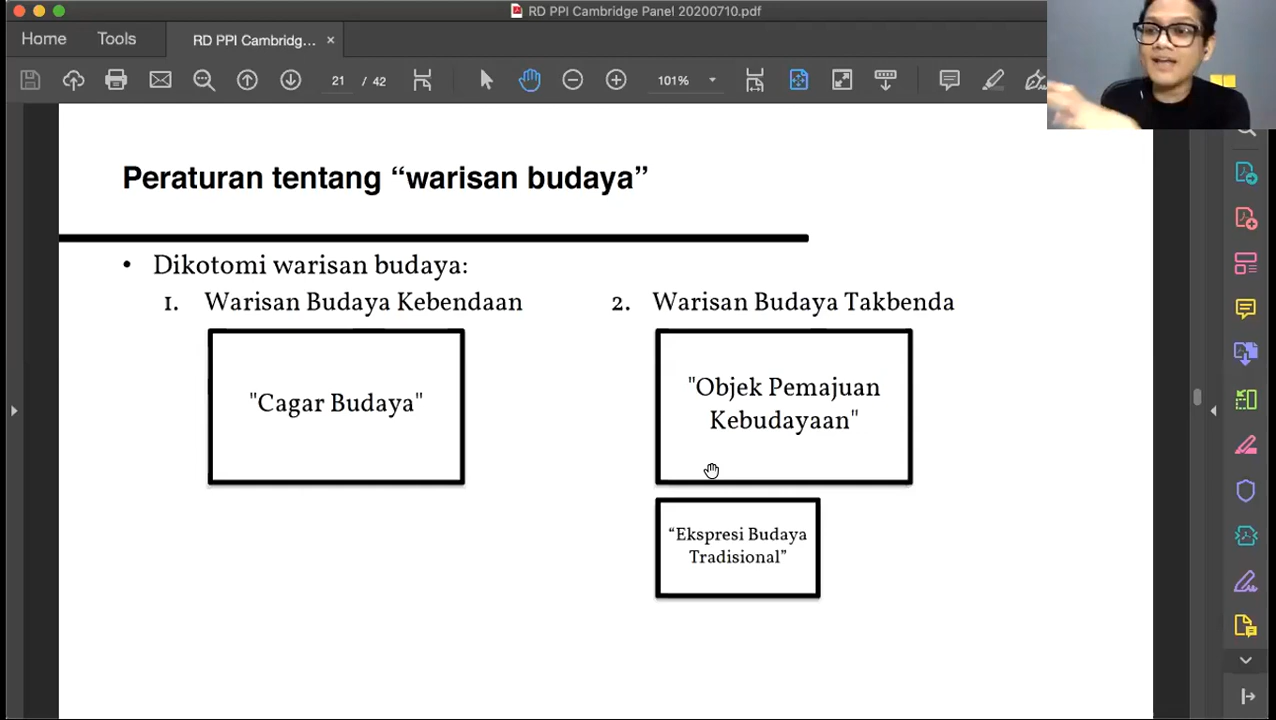 RD PPI Cambridge Panel 20200710.pdf
Home Tools RD PPI Cambridg... ×
21 / 42 101%
Peraturan tentang “warisan budaya”
• Dikotomi warisan budaya:
1. Warisan Budaya Kebendaan
"Cagar Budaya"
2. Warisan Budaya Takbenda
"Objek Pemajuan
Kebudayaan"
“Ekspresi Budaya
Tradisional”